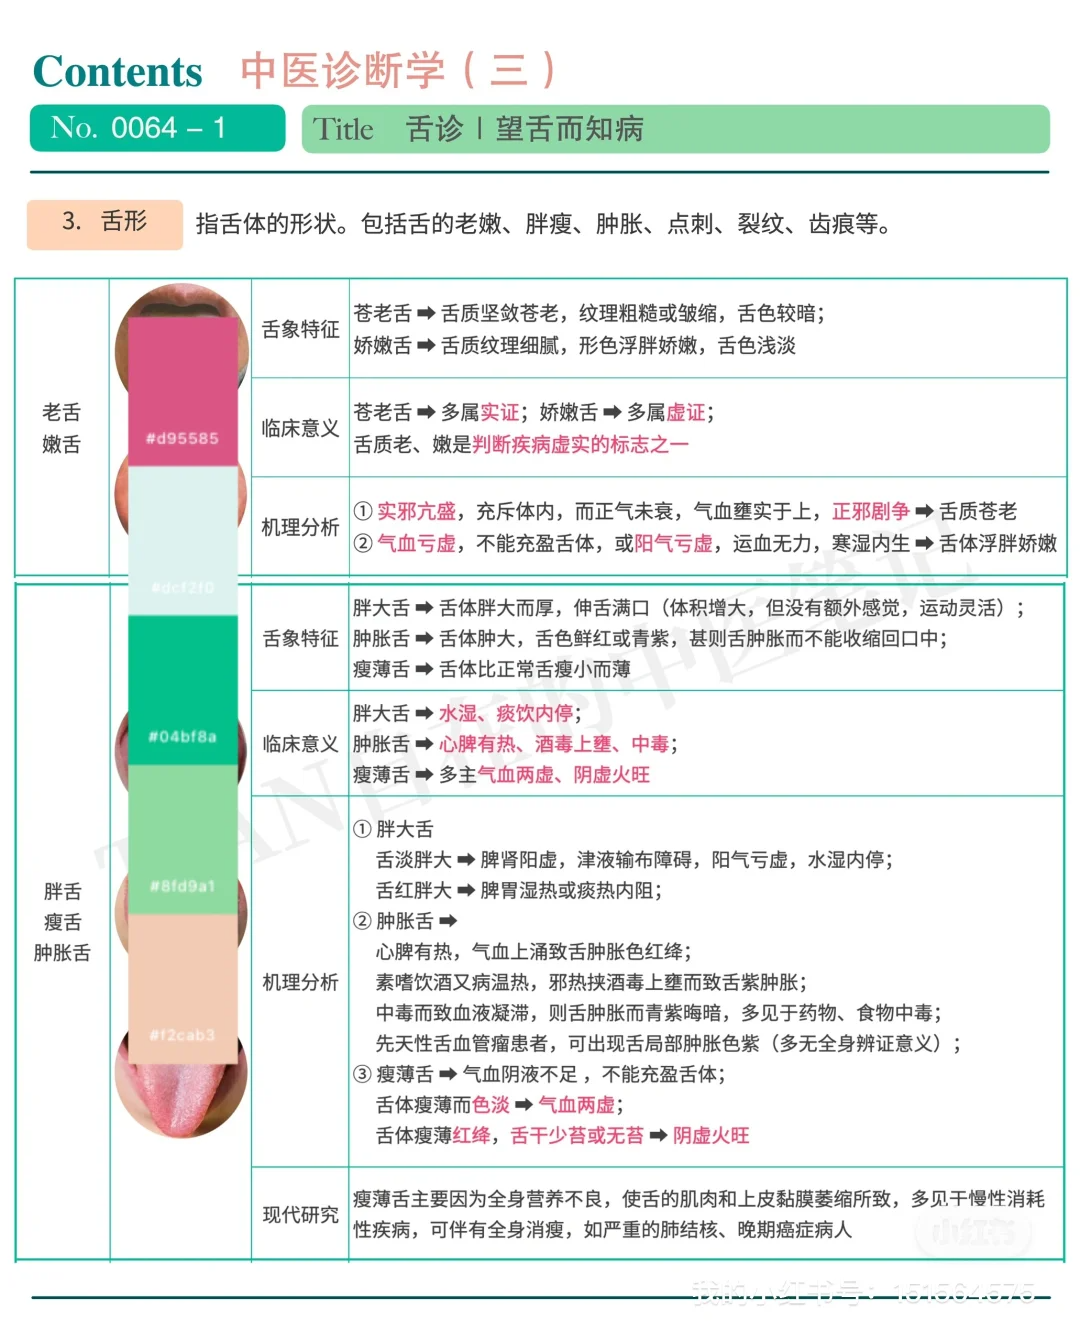 Contents 中医诊断学（三）
No. 0064 – 1
Title 舌诊 | 望舌而知病
3. 舌形
指舌体的形状。包括舌的老嫩、胖瘦、肿胀、点刺、裂纹、齿痕等。
老舌
嫩舌
舌象特征
苍老舌 ➡ 舌质坚敛苍老，纹理粗糙或皱缩，舌色较暗；
娇嫩舌 ➡ 舌质纹理细腻，形色浮胖娇嫩，舌色浅淡
临床意义
苍老舌 ➡ 多属实证；娇嫩舌 ➡ 多属虚证；
舌质老、嫩是判断疾病虚实的标志之一
机理分析
① 实邪亢盛，充斥体内，而正气未衰，气血壅实于上，正邪剧争 ➡ 舌质苍老
② 气血亏虚，不能充盈舌体，或阳气亏虚，运血无力，寒湿内生 ➡ 舌体浮胖娇嫩
#d95585
#dcf2f0
#04bf8a
#8fd9a1
#f2cab3
胖舌
瘦舌
肿胀舌
舌象特征
胖大舌 ➡ 舌体胖大而厚，伸舌满口（体积增大，但没有额外感觉，运动灵活）；
肿胀舌 ➡ 舌体肿大，舌色鲜红或青紫，甚则舌肿胀而不能收缩回口中；
瘦薄舌 ➡ 舌体比正常舌瘦小而薄
临床意义
胖大舌 ➡ 水湿、痰饮内停；
肿胀舌 ➡ 心脾有热、酒毒上壅、中毒；
瘦薄舌 ➡ 多主气血两虚、阴虚火旺
机理分析
① 胖大舌
舌淡胖大 ➡ 脾肾阳虚，津液输布障碍，阳气亏虚，水湿内停；
舌红胖大 ➡ 脾胃湿热或痰热内阻；
② 肿胀舌 ➡
心脾有热，气血上涌致舌肿胀色红绛；
素嗜饮酒又病温热，邪热挟酒毒上壅而致舌紫肿胀；
中毒而致血液凝滞，则舌肿胀而青紫晦暗，多见于药物、食物中毒；
先天性舌血管瘤患者，可出现舌局部肿胀色紫（多无全身辨证意义）；
③ 瘦薄舌 ➡ 气血阴液不足，不能充盈舌体；
舌体瘦薄而色淡 ➡ 气血两虚；
舌体瘦薄红绛，舌干少苔或无苔 ➡ 阴虚火旺
现代研究
瘦薄舌主要因为全身营养不良，使舌的肌肉和上皮黏膜萎缩所致，多见于慢性消耗
性疾病，可伴有全身消瘦，如严重的肺结核、晚期癌症病人
小红书
我的小红书号：151564575